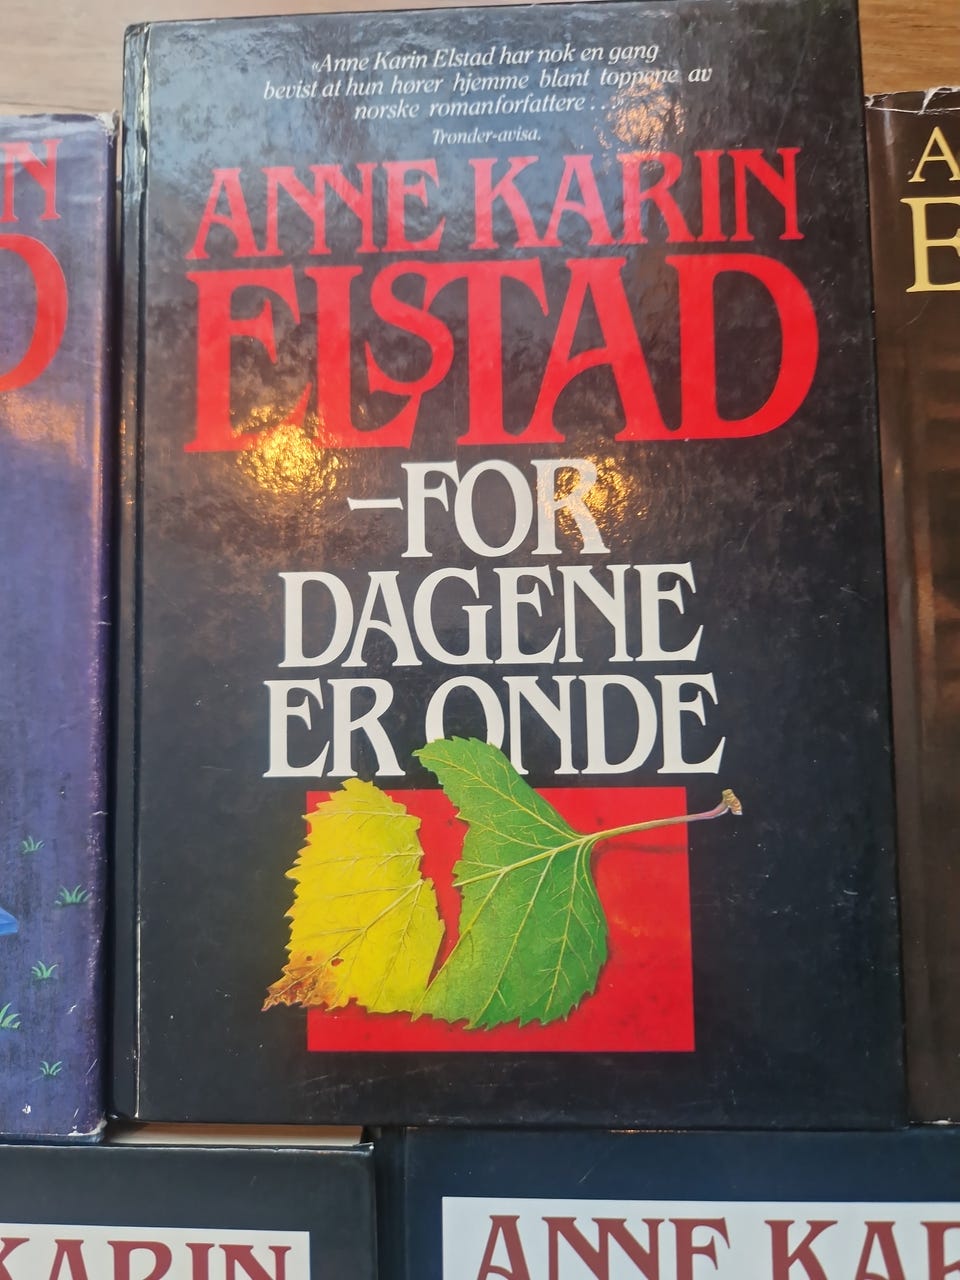 «Anne Karin Elstad har nok en gang
bevist at hun hører hjemme blant toppene av
norske romanforfattere . . .
Trønder-avisa.
ANNE KARIN
ELSTAD
–FOR
DAGENE
ER ONDE
N
D
A
E
KARIN
ANNE KAR